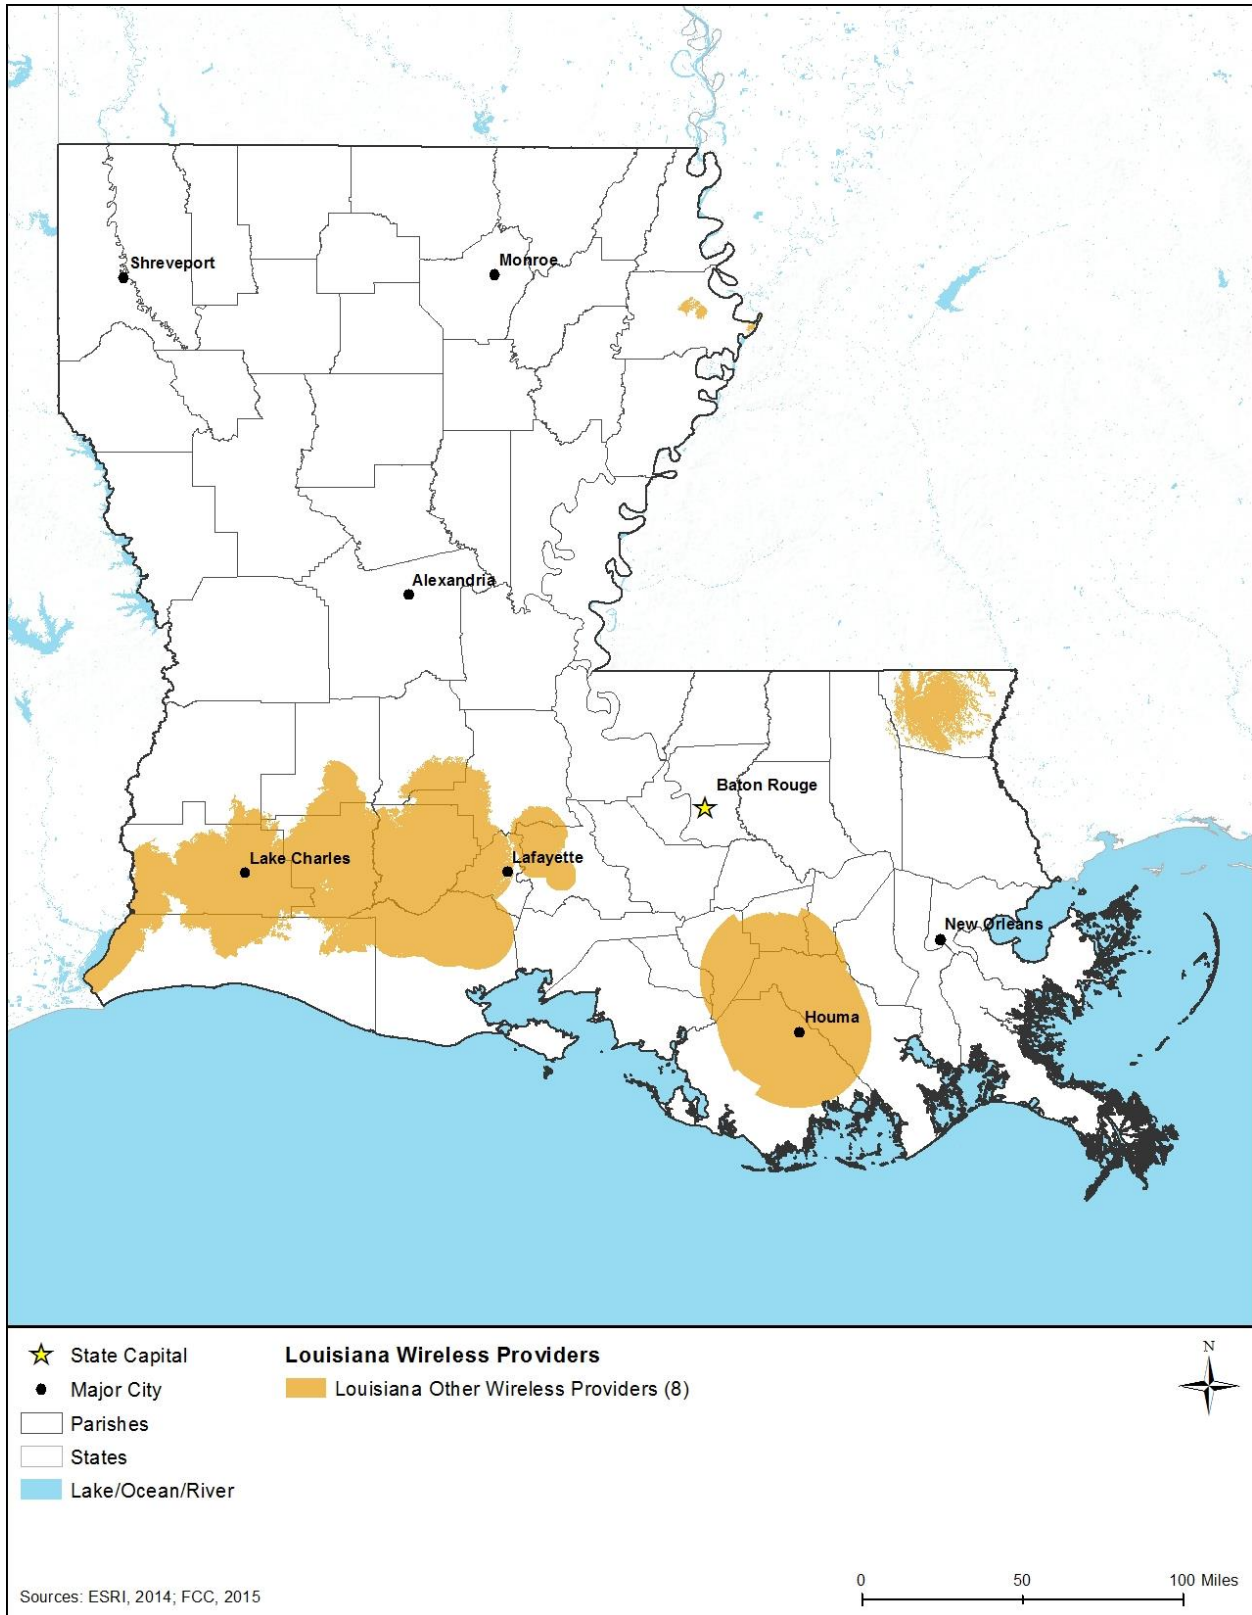 Shreveport
Monroe
Alexandria
Baton Rouge
Lake Charles
Lafayette
New Orleans
Houma
State Capital
Major City
Parishes
States
Lake/Ocean/River
Louisiana Wireless Providers
Louisiana Other Wireless Providers (8)
N
Sources: ESRI, 2014; FCC, 2015
0 50 100 Miles